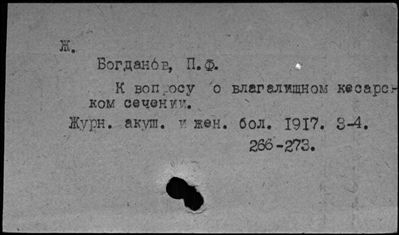 Ж.
Богданов, П.Ф.
К вопросу о влагалищном кесарс-
ком сечении.
Журн. акуш. и жен. бол. 1917. 3-4.
266-273.